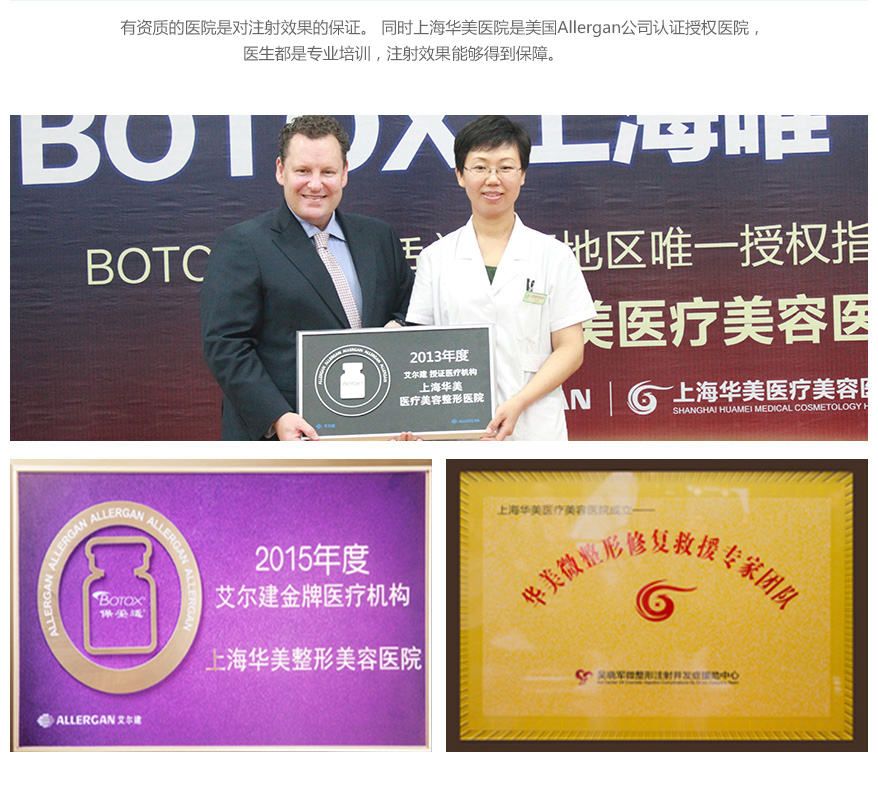 有资质的医院是对注射效果的保证。 同时上海华美医院是美国Allergan公司认证授权医院，
医生都是专业培训，注射效果能够得到保障。
BOTOX 上海唯
BOTO 地区唯一授权指
美医疗美容医
上海华美医疗美容医
SHANGHAI HUAMEI MEDICAL COSMETOLOGY H
ALLERGAN ALLERGAN ALLERGAN ALLERGAN
2013年度
艾尔建 授证医疗机构
上海华美
医疗美容整形医院
艾尔建
ALLERGAN
ALLERGAN ALLERGAN ALLERGAN ALLERGAN
BOTOX
保妥适
2015年度
艾尔建金牌医疗机构
上海华美整形美容医院
ALLERGAN 艾尔建
上海华美医疗美容医院成立——
华美微整形修复救援专家团队
吴晓军微整形注射并发症援助中心